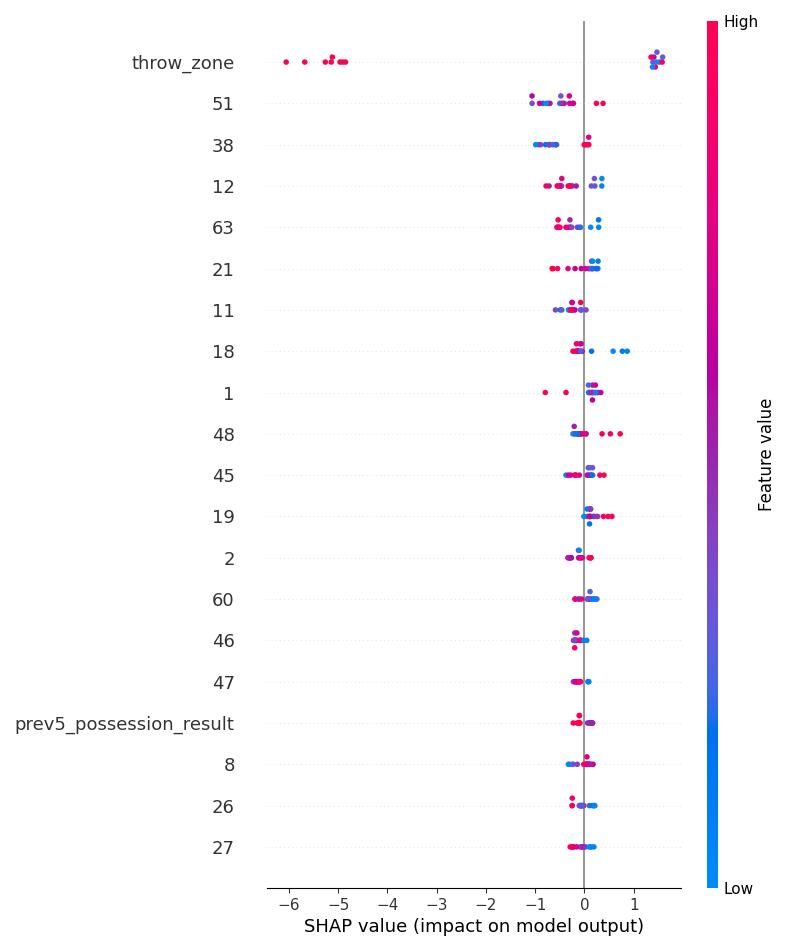 High
throw_zone
51
38
12
63
21
11
18
1
48
45
19
2
60
46
47
prev5_possession_result
8
26
27
Feature value
Low
−6 −5 −4 −3 −2 −1 0 1
SHAP value (impact on model output)